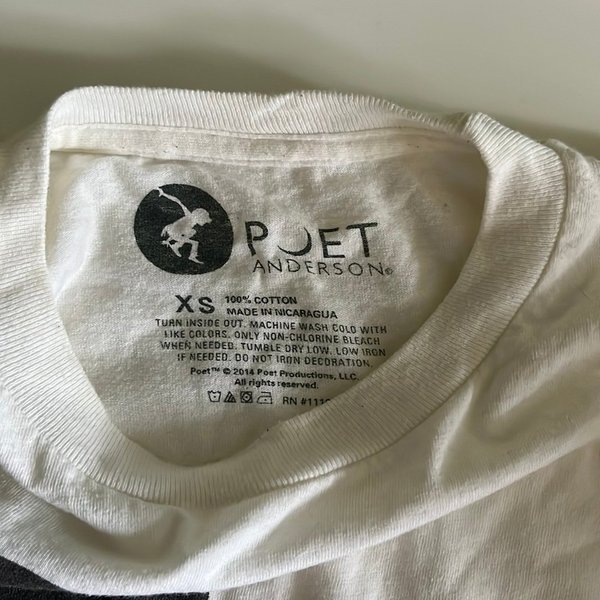 POET
ANDERSON©
XS 100% COTTON
MADE IN NICARAGUA
TURN INSIDE OUT. MACHINE WASH COLD WITH
LIKE COLORS. ONLY NON-CHLORINE BLEACH
WHEN NEEDED. TUMBLE DRY LOW. LOW IRON
IF NEEDED. DO NOT IRON DECORATION.
Poet™ © 2014 Poet Productions, LLC.
All rights reserved.
RN